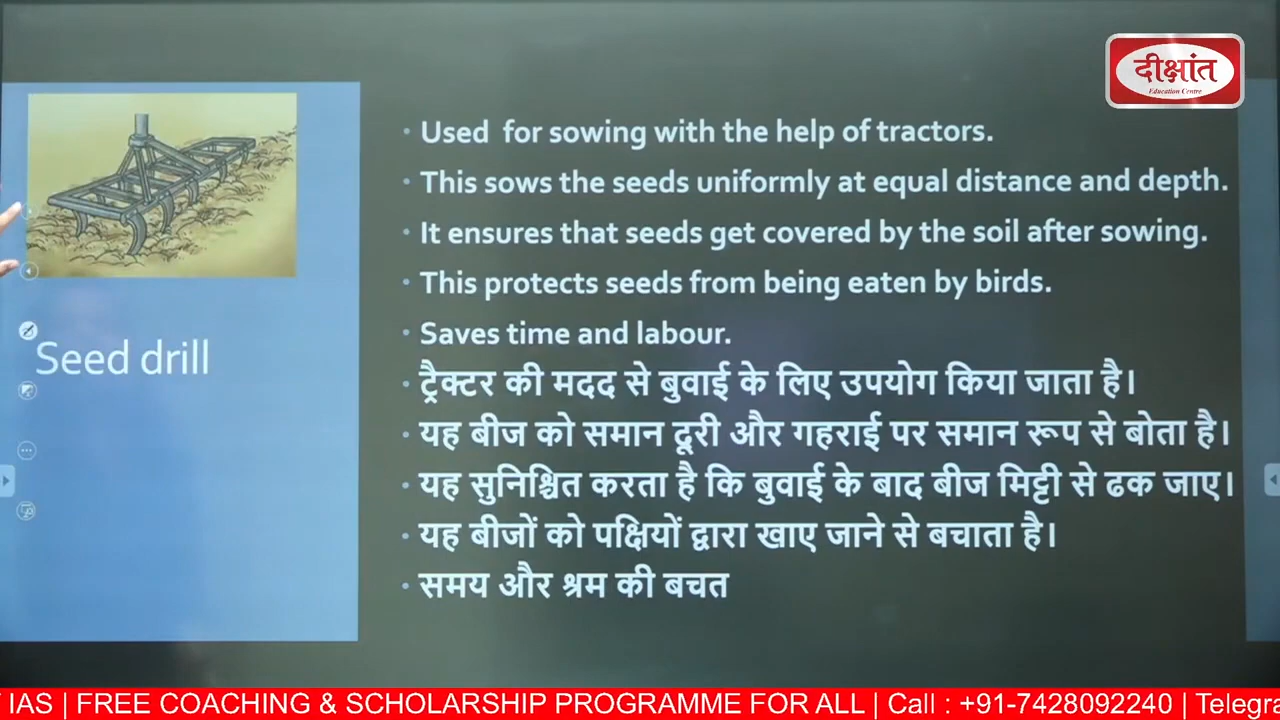 दीक्षांत
Education Centre
Used for sowing with the help of tractors.
This sows the seeds uniformly at equal distance and depth.
It ensures that seeds get covered by the soil after sowing.
This protects seeds from being eaten by birds.
Saves time and labour.
Seed drill
ट्रैक्टर की मदद से बुवाई के लिए उपयोग किया जाता है।
यह बीज को समान दूरी और गहराई पर समान रूप से बोता है।
यह सुनिश्चित करता है कि बुवाई के बाद बीज मिट्टी से ढक जाए।
यह बीजों को पक्षियों द्वारा खाए जाने से बचाता है।
समय और श्रम की बचत
IAS | FREE COACHING & SCHOLARSHIP PROGRAMME FOR ALL | Call : +91-7428092240 | Telegra